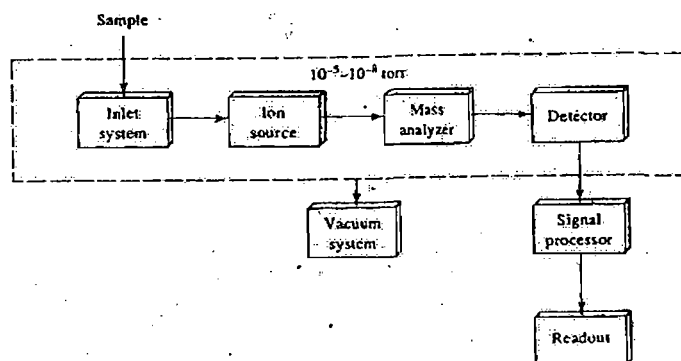 Sample
10⁻⁵–10⁻⁸ torr
Inlet
system
Ion
source
Mass
analyzer
Detector
Vacuum
system
Signal
processor
Readout